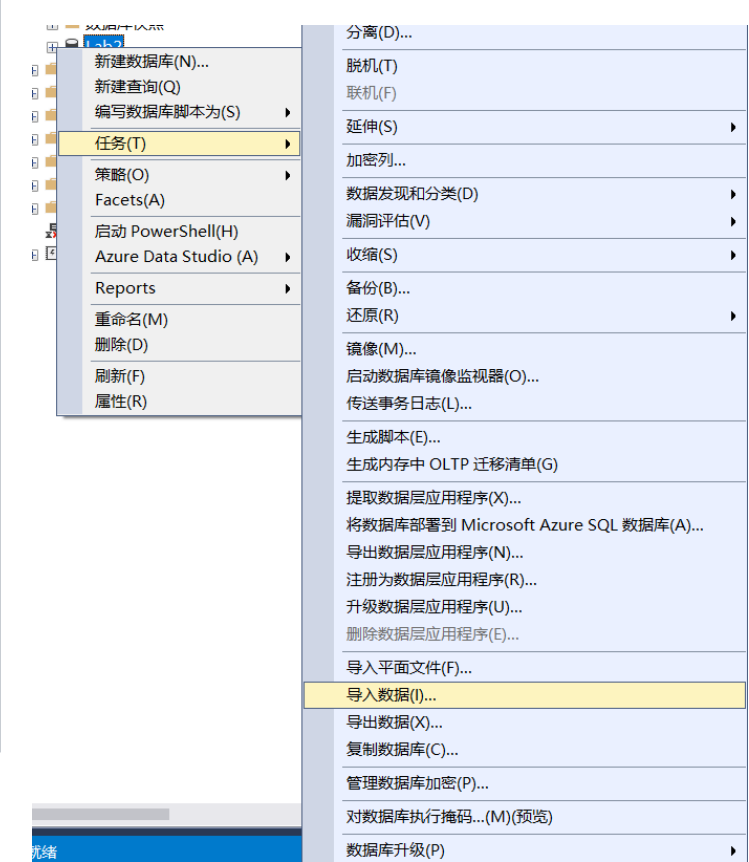 数据库快照
Lab2
新建数据库(N)...
新建查询(Q)
编写数据库脚本为(S)
任务(T)
策略(O)
Facets(A)
启动 PowerShell(H)
Azure Data Studio (A)
Reports
重命名(M)
删除(D)
刷新(F)
属性(R)
分离(D)...
脱机(T)
联机(F)
延伸(S)
加密列...
数据发现和分类(D)
漏洞评估(V)
收缩(S)
备份(B)...
还原(R)
镜像(M)...
启动数据库镜像监视器(O)...
传送事务日志(L)...
生成脚本(E)...
生成内存中 OLTP 迁移清单(G)
提取数据层应用程序(X)...
将数据库部署到 Microsoft Azure SQL 数据库(A)...
导出数据层应用程序(N)...
注册为数据层应用程序(R)...
升级数据层应用程序(U)...
删除数据层应用程序(E)...
导入平面文件(F)...
导入数据(I)...
导出数据(X)...
复制数据库(C)...
管理数据库加密(P)...
对数据库执行掩码...(M)(预览)
数据库升级(P)
就绪